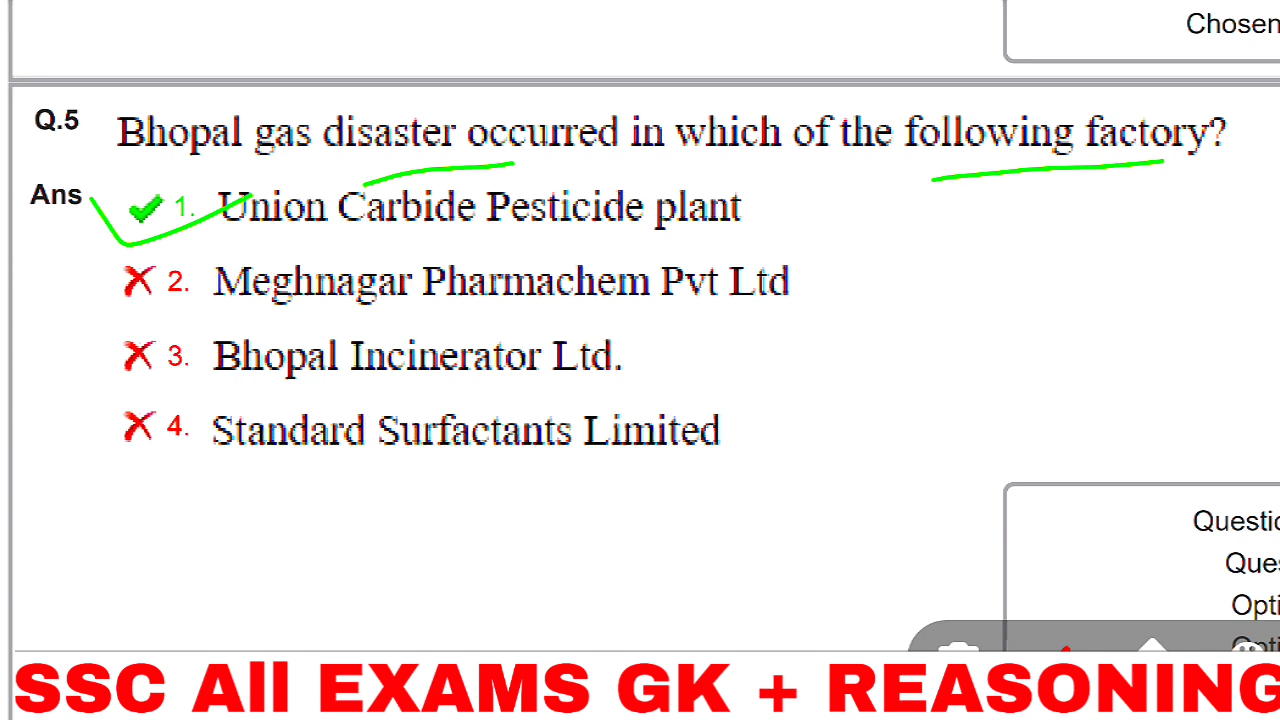 Chosen
Q.5 Bhopal gas disaster occurred in which of the following factory?
Ans 1. Union Carbide Pesticide plant
2. Meghnagar Pharmachem Pvt Ltd
3. Bhopal Incinerator Ltd.
4. Standard Surfactants Limited
SSC All EXAMS GK + REASONING